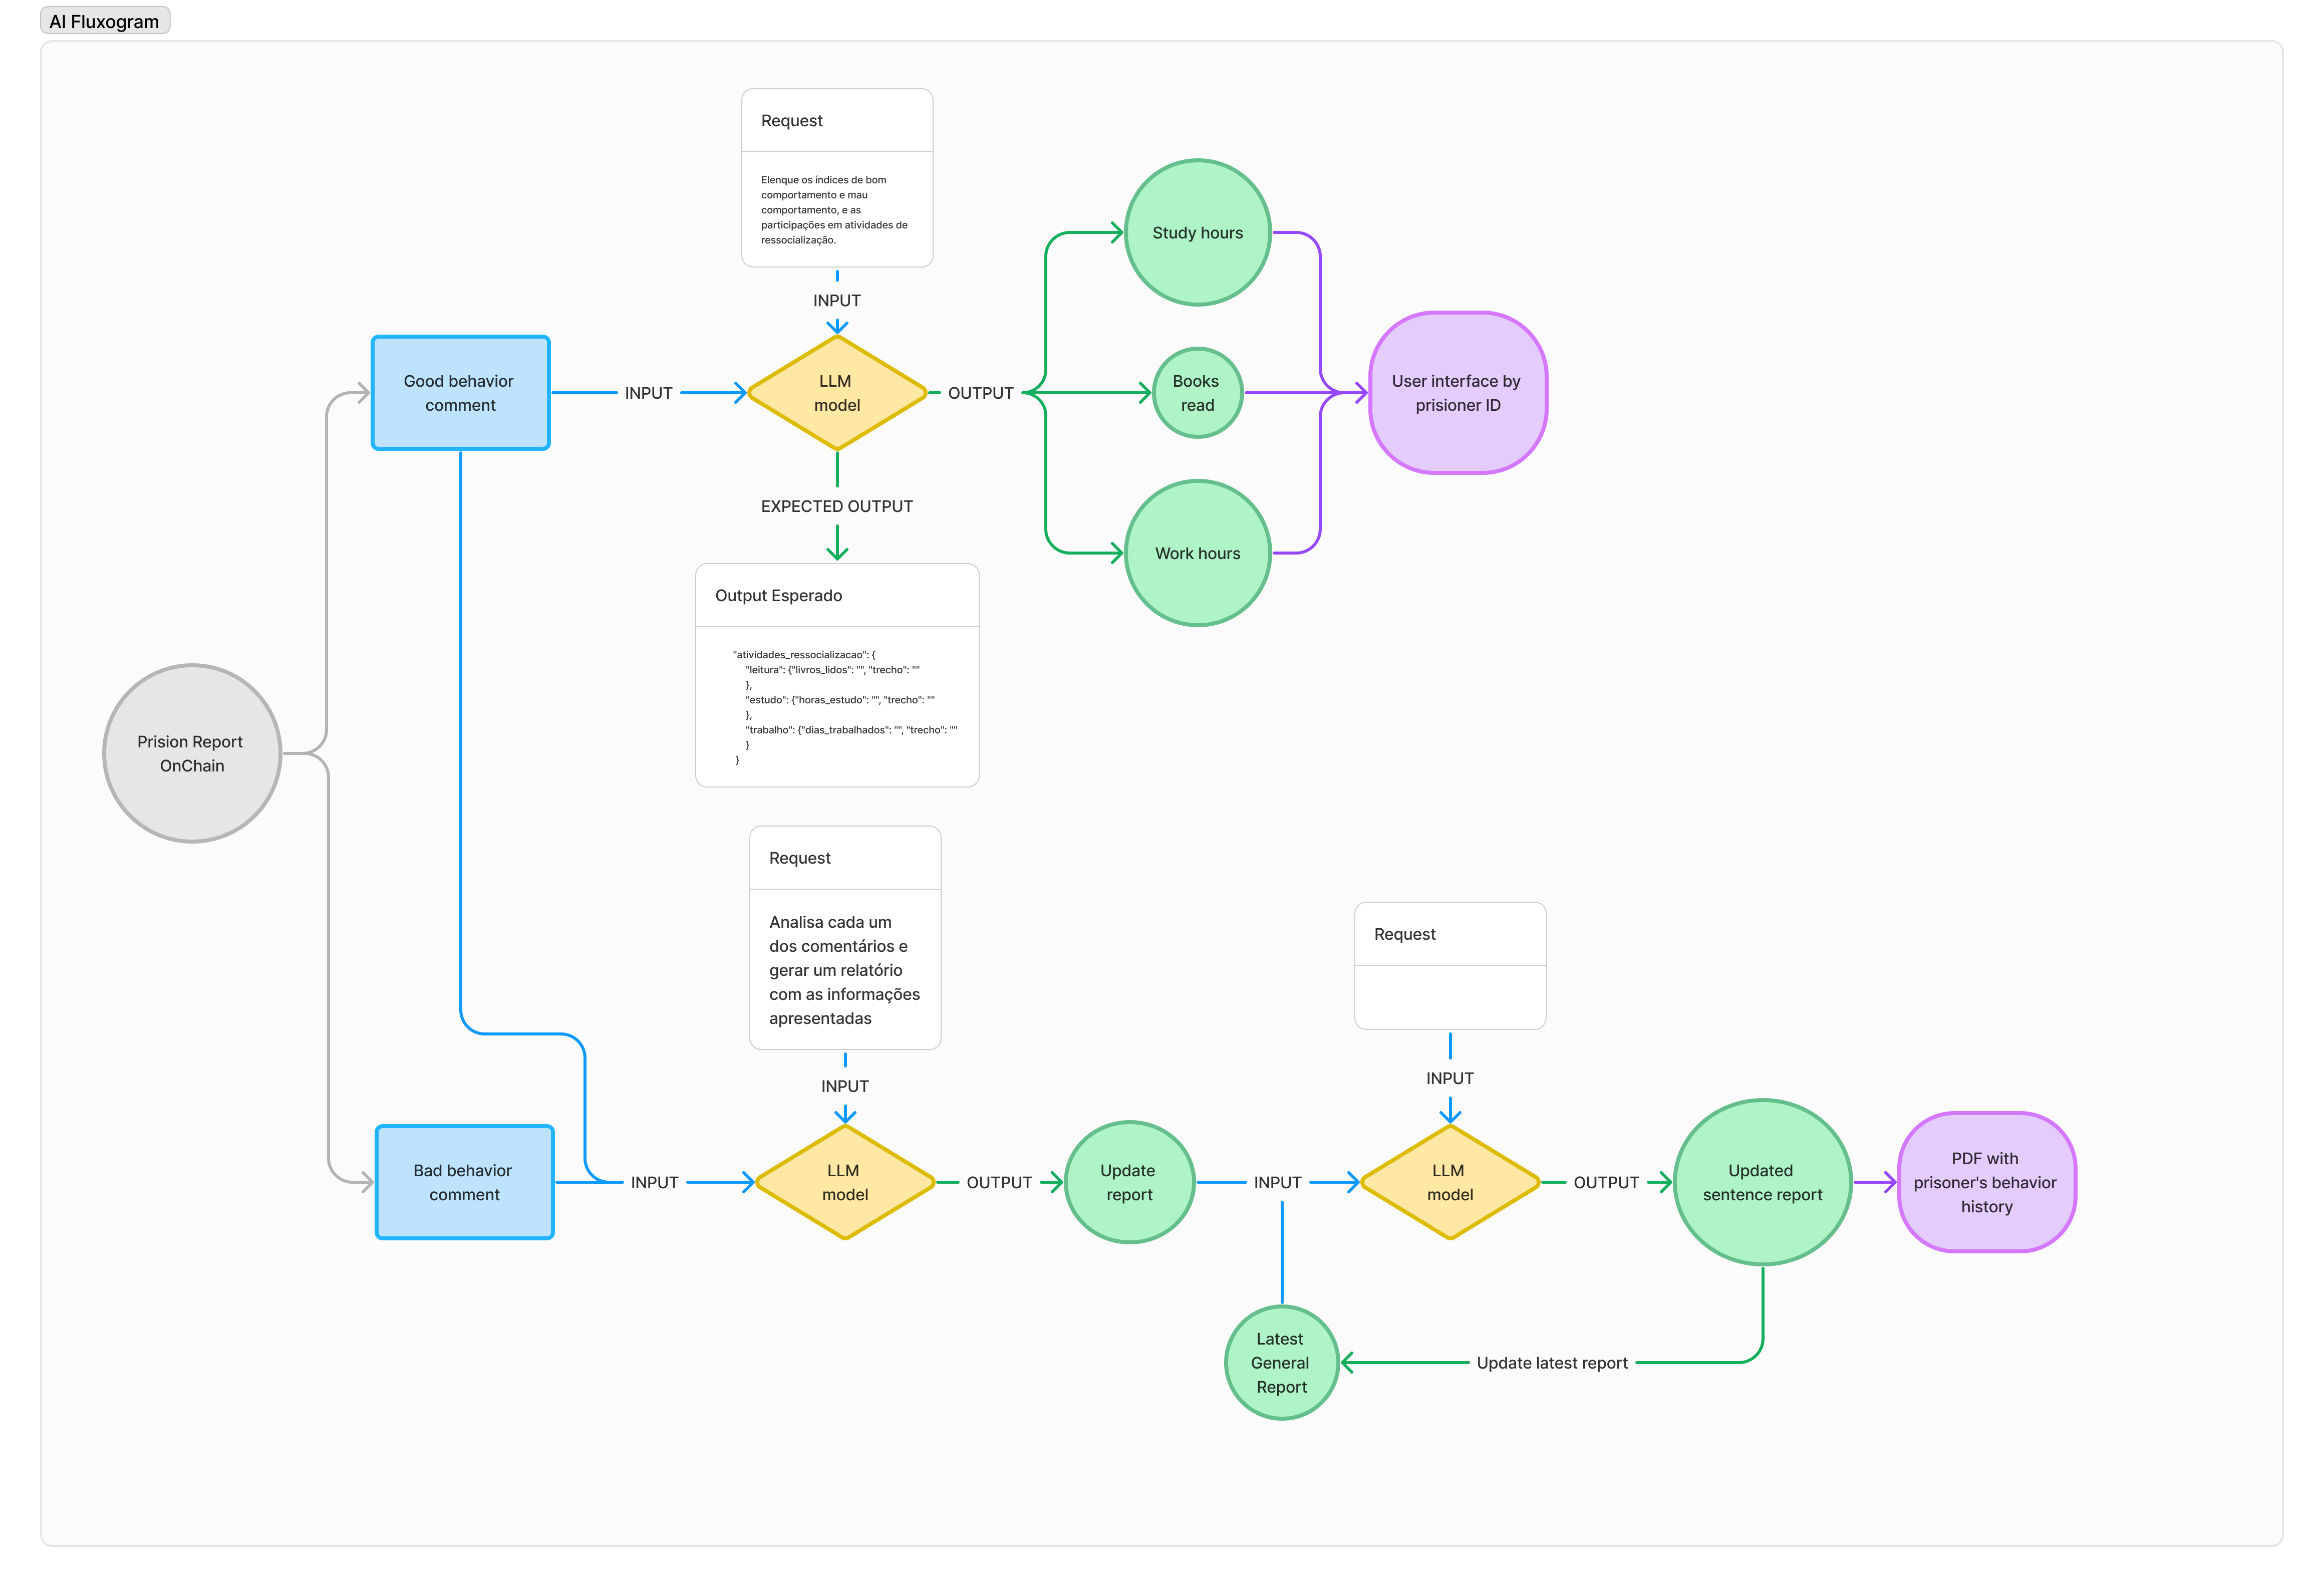 AI Fluxogram
Request
Elenque os índices de bom
comportamento e mau
comportamento, e as
participações em atividades de
ressocialização.
INPUT
Good behavior
comment
INPUT
LLM
model
OUTPUT
Study hours
Books
read
Work hours
User interface by
prisioner ID
EXPECTED OUTPUT
Output Esperado
"atividades_ressocializacao": {
"leitura": {"livros_lidos": "", "trecho": ""
},
"estudo": {"horas_estudo": "", "trecho": ""
},
"trabalho": {"dias_trabalhados": "", "trecho": ""
}
}
Prision Report
OnChain
Request
Analisa cada um
dos comentários e
gerar um relatório
com as informações
apresentadas
INPUT
Request
INPUT
Bad behavior
comment
INPUT
LLM
model
OUTPUT
Update
report
INPUT
LLM
model
OUTPUT
Updated
sentence report
PDF with
prisoner's behavior
history
Latest
General
Report
Update latest report